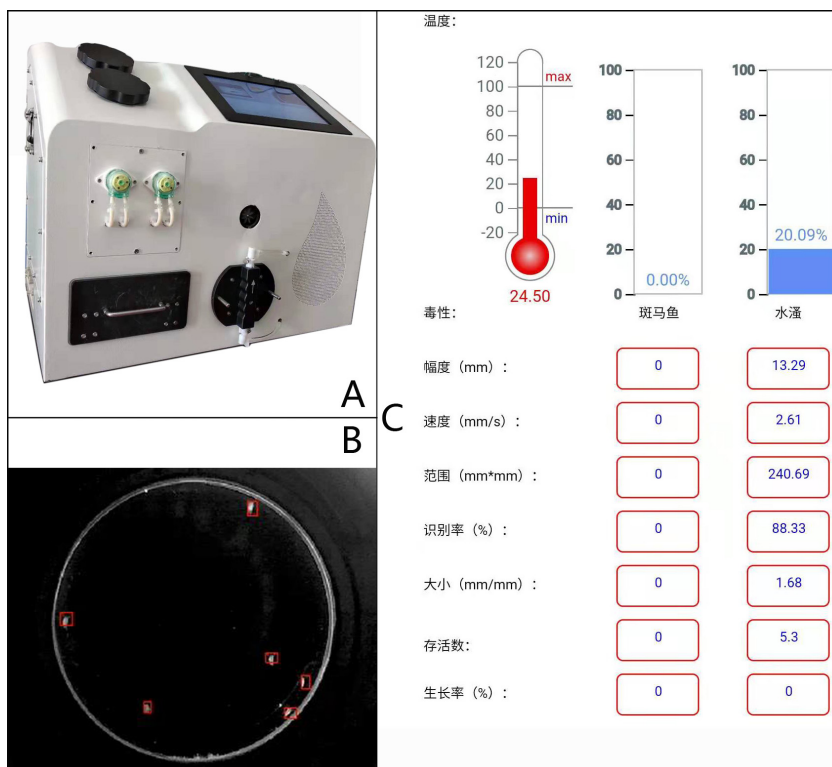 A
B
C
温度：
120
100
80
60
40
20
0
-20
max
min
24.50
100
80
60
40
20
0
0.00%
100
80
60
40
20
0
20.09%
毒性：
斑马鱼
水溞
幅度（mm）：
0
13.29
速度（mm/s）：
0
2.61
范围（mm*mm）：
0
240.69
识别率（%）：
0
88.33
大小（mm/mm）：
0
1.68
存活数：
0
5.3
生长率（%）：
0
0